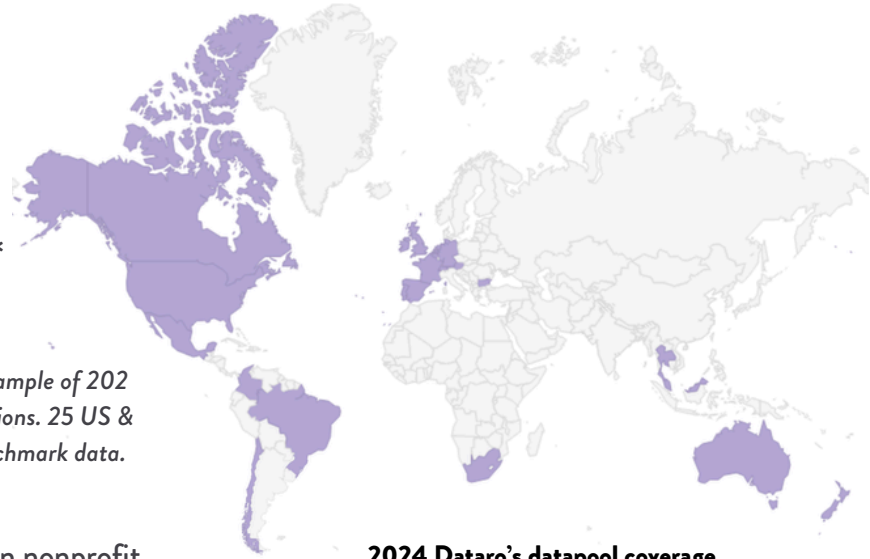 ample of 202
ions. 25 US &
chmark data.
n nonprofit
2024 Dataro's datapool coverage